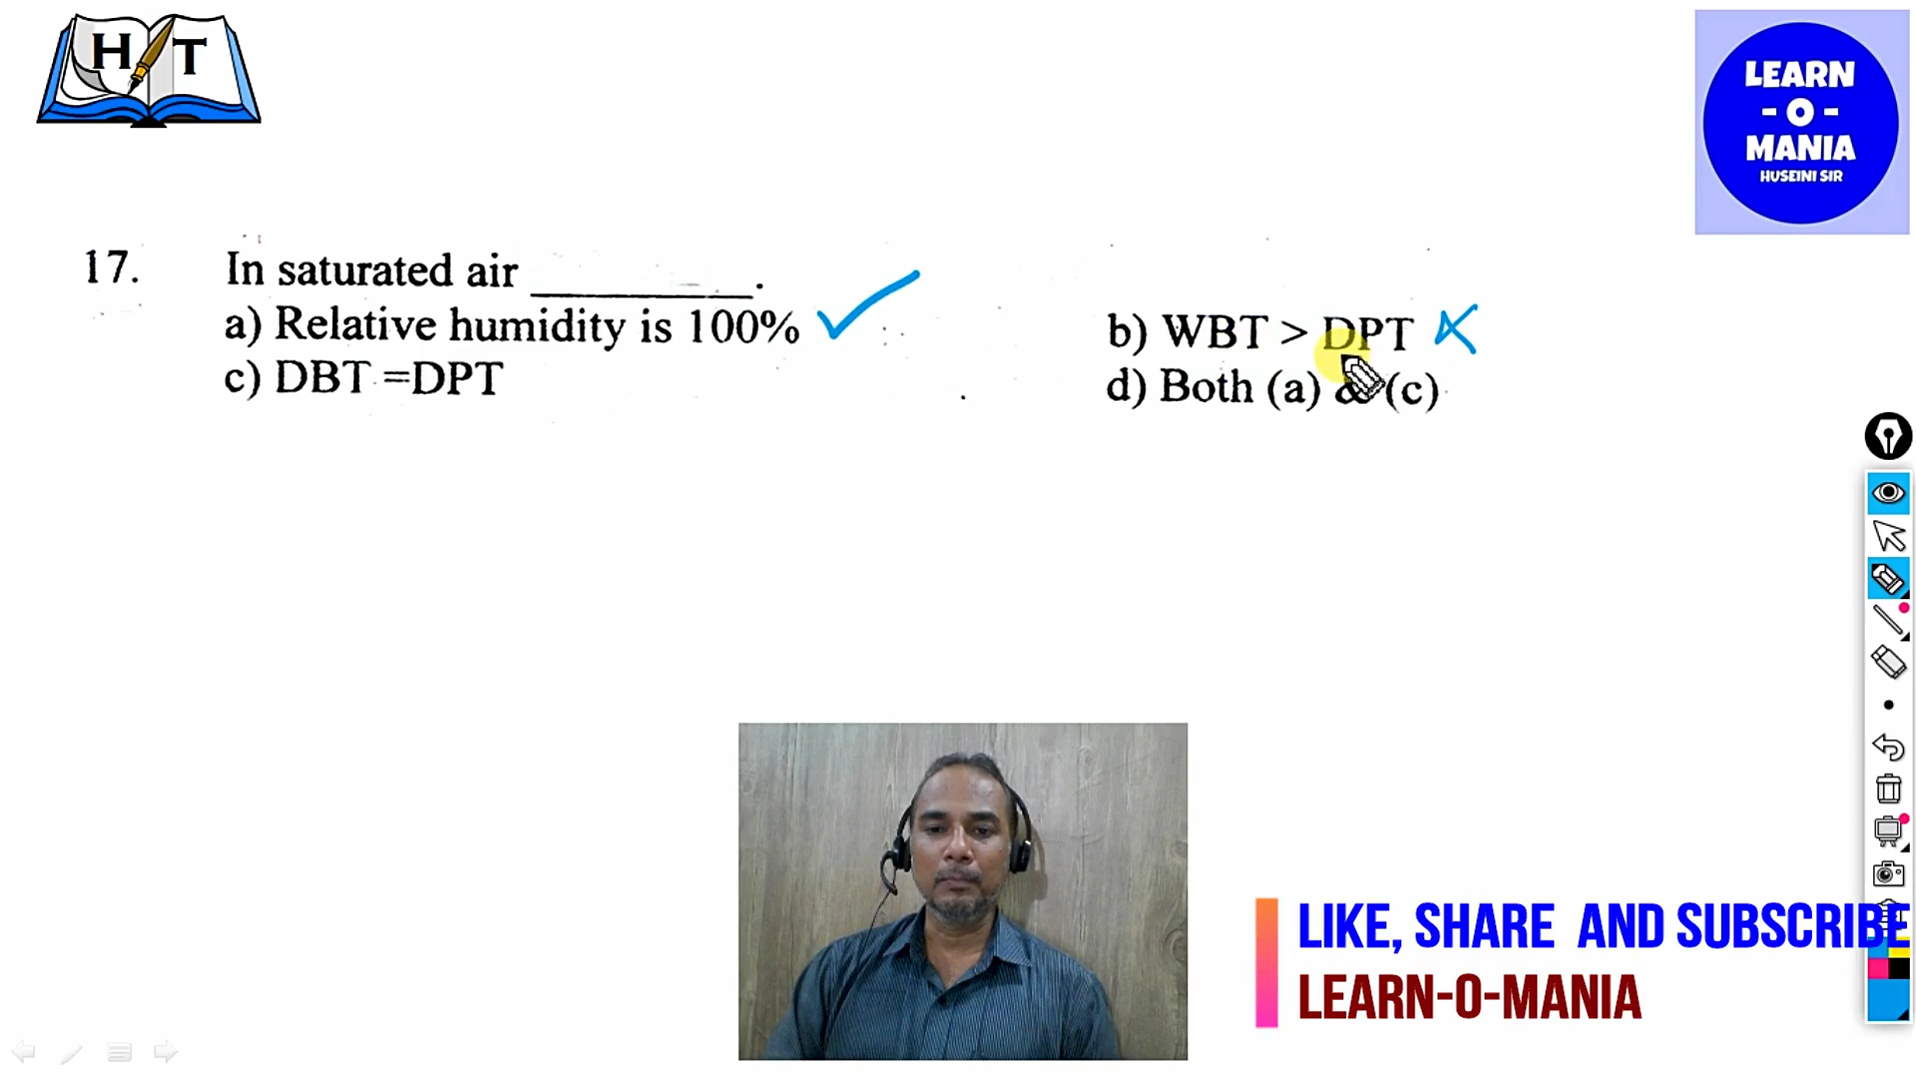 H T
LEARN
- O -
MANIA
HUSEINI SIR
17. In saturated air __________.
a) Relative humidity is 100%
b) WBT > DPT
c) DBT =DPT
d) Both (a) & (c)
LIKE, SHARE AND SUBSCRIBE
LEARN-O-MANIA